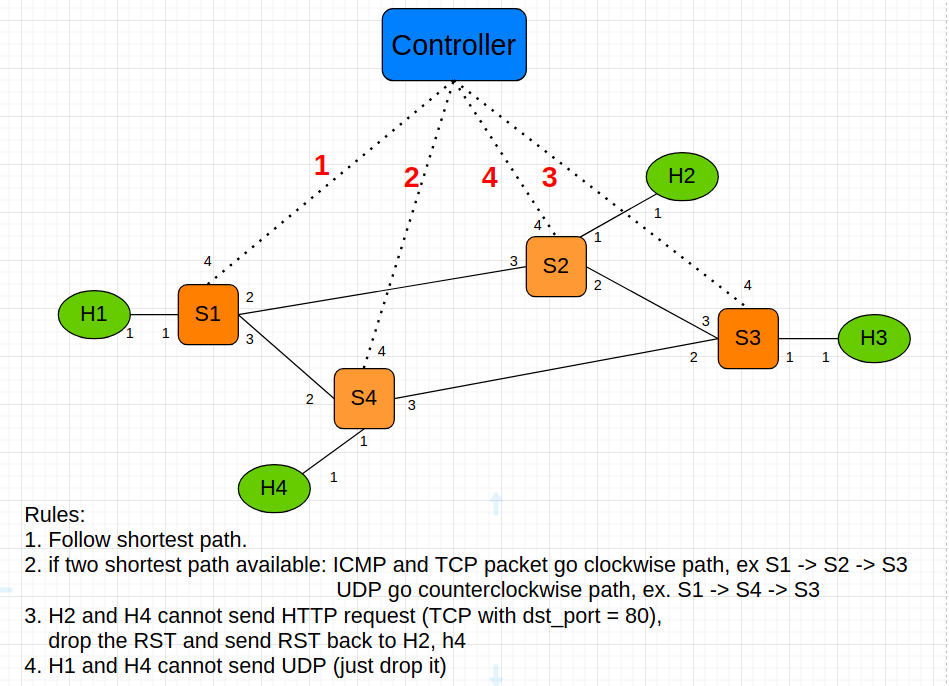 Controller
1
2
4
3
H2
1
4
1
4
S2
3
2
4
2
H1
S1
1
1
3
3
S3
H3
2
1
1
4
S4
2
3
1
H4
1
Rules:
1. Follow shortest path.
2. if two shortest path available: ICMP and TCP packet go clockwise path, ex S1 -> S2 -> S3
UDP go counterclockwise path, ex. S1 -> S4 -> S3
3. H2 and H4 cannot send HTTP request (TCP with dst_port = 80),
drop the RST and send RST back to H2, h4
4. H1 and H4 cannot send UDP (just drop it)